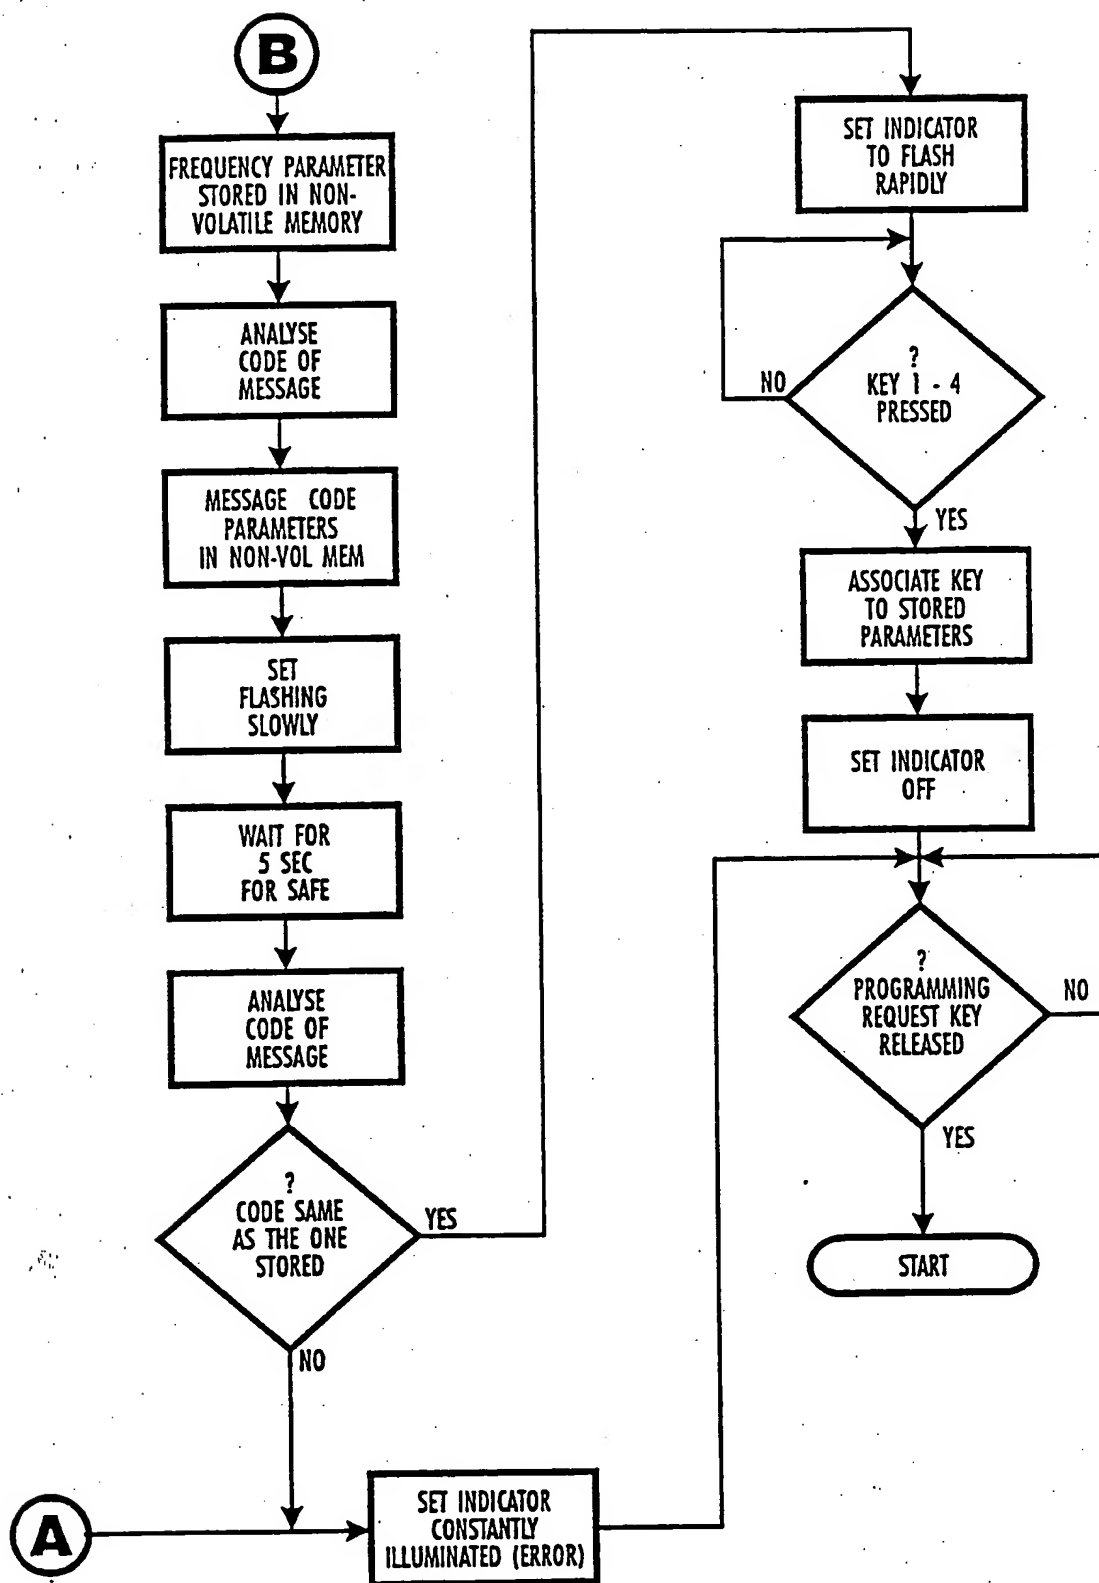 B
FREQUENCY PARAMETER
STORED IN NON-
VOLATILE MEMORY
ANALYSE
CODE OF
MESSAGE
MESSAGE CODE
PARAMETERS
IN NON-VOL MEM
SET
FLASHING
SLOWLY
WAIT FOR
5 SEC
FOR SAFE
ANALYSE
CODE OF
MESSAGE
?
CODE SAME
AS THE ONE
STORED
YES
NO
A
SET INDICATOR
CONSTANTLY
ILLUMINATED (ERROR)
SET INDICATOR
TO FLASH
RAPIDLY
?
KEY 1 - 4
PRESSED
NO
YES
ASSOCIATE KEY
TO STORED
PARAMETERS
SET INDICATOR
OFF
?
PROGRAMMING
REQUEST KEY
RELEASED
NO
YES
START